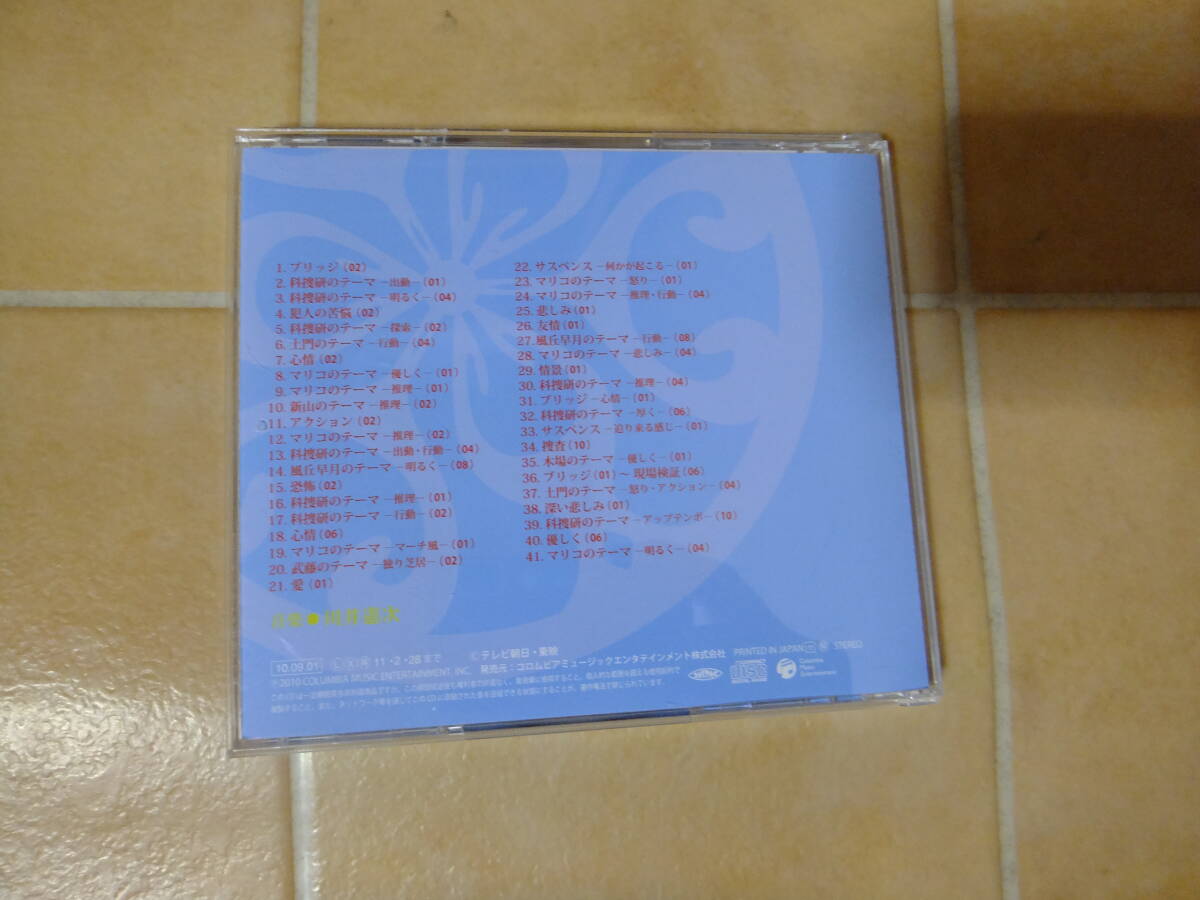 1. ブリッジ (02)
2. 科捜研のテーマ ―出動― (01)
3. 科捜研のテーマ ―明るく― (04)
4. 犯人の苦悩 (02)
5. 科捜研のテーマ ―探索― (02)
6. 土門のテーマ ―行動― (04)
7. 心情 (02)
8. マリコのテーマ ―優しく― (01)
9. マリコのテーマ ―推理― (01)
10. 新山のテーマ ―推理― (02)
11. アクション (02)
12. マリコのテーマ ―推理― (02)
13. 科捜研のテーマ ―出動・行動― (04)
14. 風丘早月のテーマ ―明るく― (08)
15. 恐怖 (02)
16. 科捜研のテーマ ―推理― (01)
17. 科捜研のテーマ ―行動― (02)
18. 心情 (06)
19. マリコのテーマ ―マーチ風― (01)
20. 武藤のテーマ ―独り芝居― (02)
21. 愛 (01)
22. サスペンス ―何かが起こる― (01)
23. マリコのテーマ ―怒り― (01)
24. マリコのテーマ ―推理・行動― (04)
25. 悲しみ (01)
26. 友情 (01)
27. 風丘早月のテーマ ―行動― (08)
28. マリコのテーマ ―悲しみ― (04)
29. 情景 (01)
30. 科捜研のテーマ ―推理― (04)
31. ブリッジ ―心情― (01)
32. 科捜研のテーマ ―厚く― (06)
33. サスペンス ―迫り来る感じ― (01)
34. 捜査 (10)
35. 木場のテーマ ―優しく― (01)
36. ブリッジ (01) ～ 現場検証 (06)
37. 土門のテーマ ―怒り・アクション― (04)
38. 深い悲しみ (01)
39. 科捜研のテーマ ―アップテンポ― (10)
40. 優しく (06)
41. マリコのテーマ ―明るく― (04)
音楽■川井憲次
10.09.01 Ⓛ Ⓧ 再 11・2・28まで ©テレビ朝日・東映
Ⓟ2010 COLUMBIA MUSIC ENTERTAINMENT, INC. 発売元：コロムビアミュージックエンタテインメント株式会社 PRINTED IN JAPAN STEREO